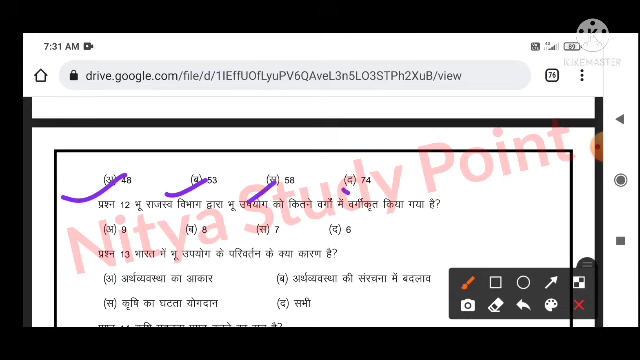 7:31 AM
89
KINEMASTER
drive.google.com/file/d/1IEffUOfLyuPV6QAveL3n5LO3STPh2XuB/view
76
(अ) 48 (ब) 53 (स) 58 (द) 74
प्रश्न 12 भू राजस्व विभाग द्वारा भू उपयोग को कितने वर्गों में वर्गीकृत किया गया है?
(अ) 9 (ब) 8 (स) 7 (द) 6
प्रश्न 13 भारत में भू उपयोग के परिवर्तन के क्या कारण है?
(अ) अर्थव्यवस्था का आकार (ब) अर्थव्यवस्था की संरचना में बदलाव
(स) कृषि का घटता योगदान (द) सभी
Nitya Study Point